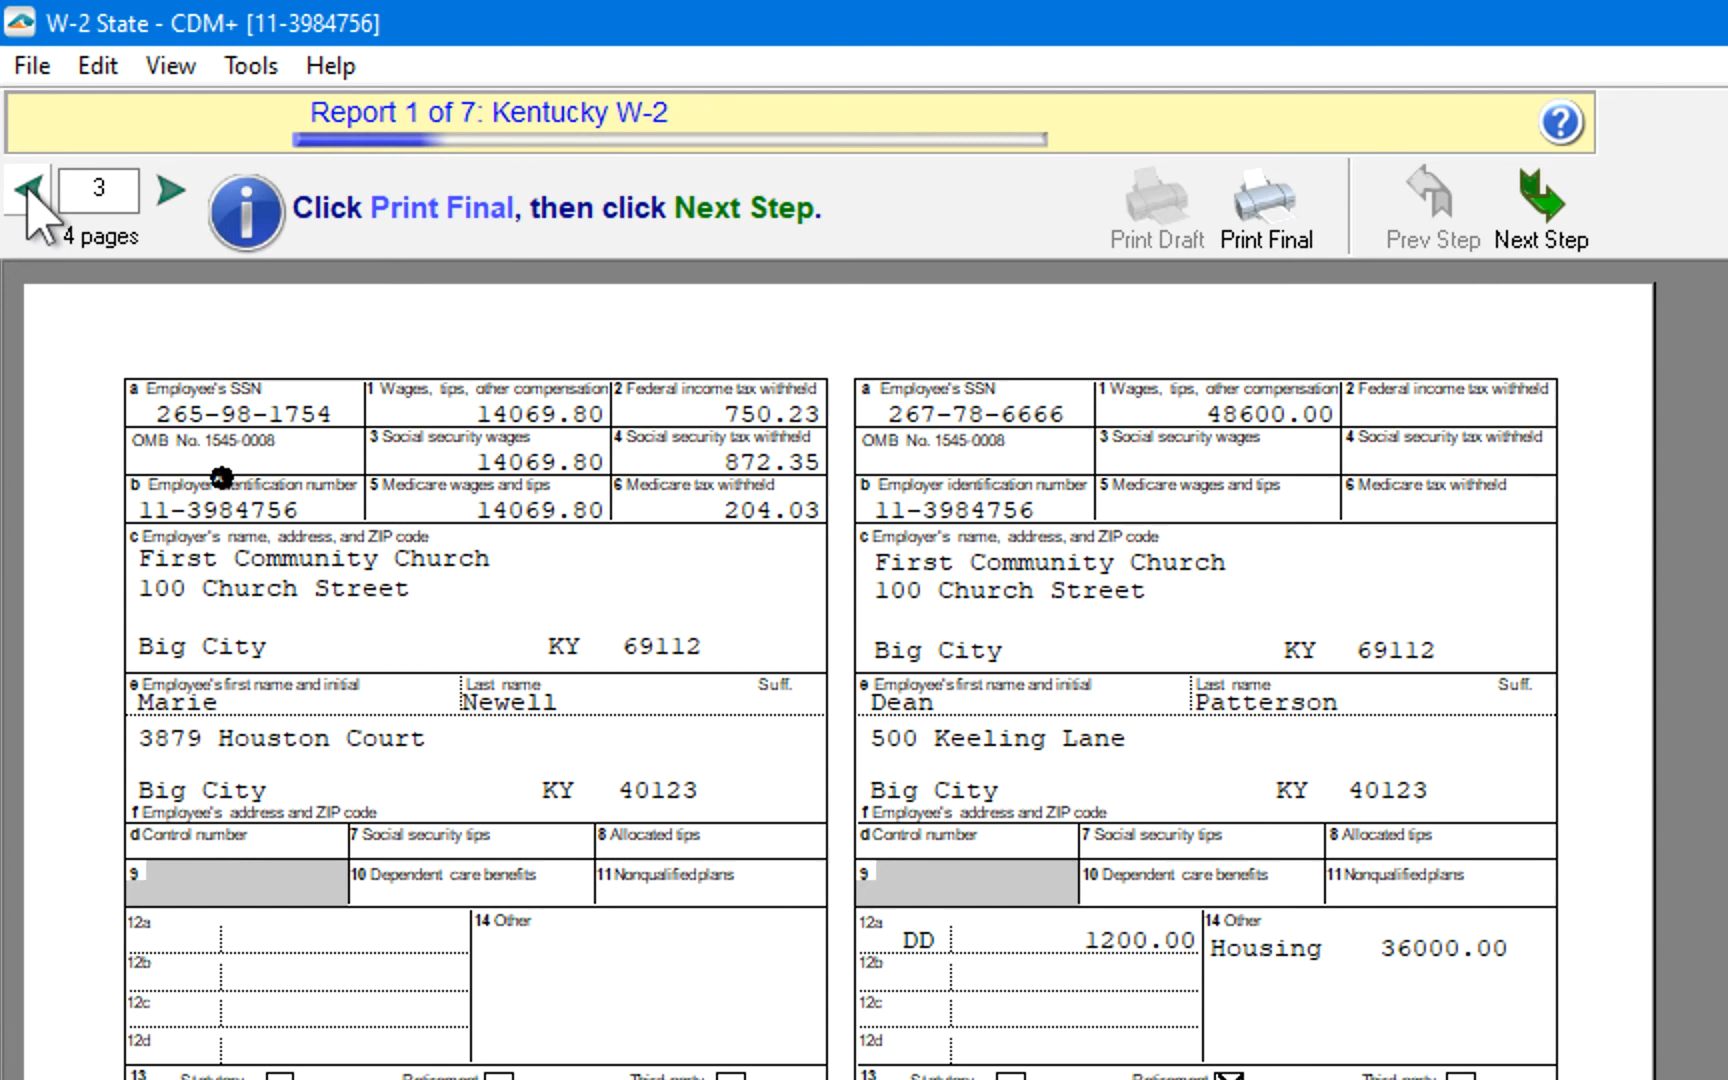 W-2 State - CDM+ [11-3984756]
File Edit View Tools Help
Report 1 of 7: Kentucky W-2
?
3
4 pages
i
Click Print Final, then click Next Step.
Print Draft Print Final Prev Step Next Step
a Employee's SSN 1 Wages, tips, other compensation 2 Federal income tax withheld
265-98-1754 14069.80 750.23
OMB No. 1545-0008 3 Social security wages 4 Social security tax withheld
14069.80 872.35
b Employer identification number 5 Medicare wages and tips 6 Medicare tax withheld
11-3984756 14069.80 204.03
c Employer's name, address, and ZIP code
First Community Church
100 Church Street
Big City KY 69112
e Employee's first name and initial Last name Suff.
Marie Newell
3879 Houston Court
Big City KY 40123
f Employee's address and ZIP code
d Control number 7 Social security tips 8 Allocated tips
9 10 Dependent care benefits 11 Nonqualified plans
12a 14 Other
12b
12c
12d
13 Statutory Retirement Third-party
a Employee's SSN 1 Wages, tips, other compensation 2 Federal income tax withheld
267-78-6666 48600.00
OMB No. 1545-0008 3 Social security wages 4 Social security tax withheld
b Employer identification number 5 Medicare wages and tips 6 Medicare tax withheld
11-3984756
c Employer's name, address, and ZIP code
First Community Church
100 Church Street
Big City KY 69112
e Employee's first name and initial Last name Suff.
Dean Patterson
500 Keeling Lane
Big City KY 40123
f Employee's address and ZIP code
d Control number 7 Social security tips 8 Allocated tips
9 10 Dependent care benefits 11 Nonqualified plans
12a 14 Other
DD 1200.00 Housing 36000.00
12b
12c
12d
13 Statutory Retirement Third-party